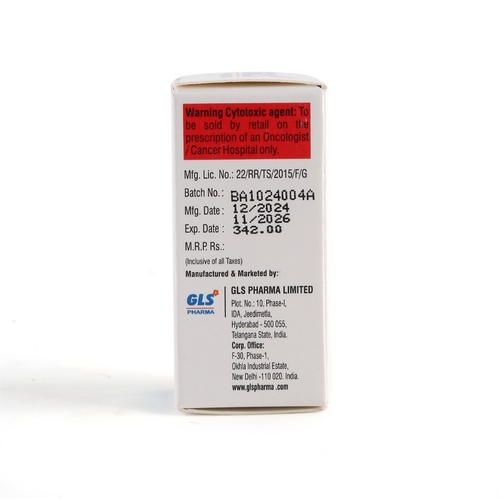 Warning Cytotoxic agent: To
be sold by retail on the
prescription of an Oncologist
/ Cancer Hospital only.
Mfg. Lic. No.: 22/RR/TS/2015/F/G
Batch No. : BA1024004A
Mfg. Date : 12/2024
Exp. Date : 11/2026
M.R.P. Rs.: 342.00
(Inclusive of all Taxes)
Manufactured & Marketed by:
GLS
PHARMA
GLS PHARMA LIMITED
Plot. No.: 10, Phase-I,
IDA, Jeedimetla,
Hyderabad - 500 055,
Telangana State, India.
Corp. Office:
F-30, Phase-1,
Okhla Industrial Estate,
New Delhi -110 020. India.
www.glspharma .com